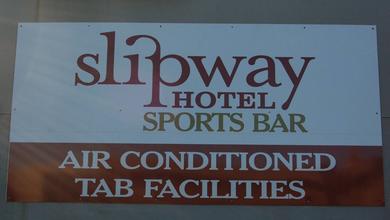 slipway
HOTEL
SPORTS BAR
AIR CONDITIONED
TAB FACILITIES